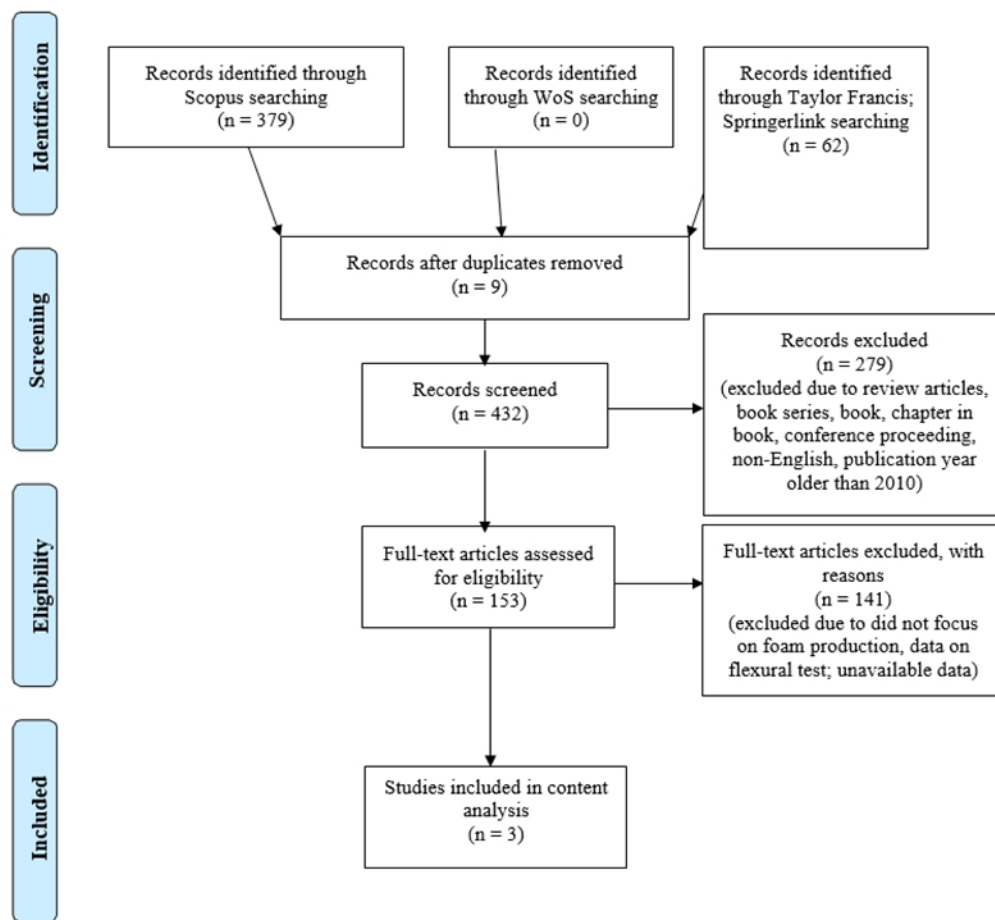 Identification
Records identified through
Scopus searching
(n = 379)
Records identified
through WoS searching
(n = 0)
Records identified
through Taylor Francis;
Springerlink searching
(n = 62)
Screening
Records after duplicates removed
(n = 9)
Records screened
(n = 432)
Records excluded
(n = 279)
(excluded due to review articles,
book series, book, chapter in
book, conference proceeding,
non-English, publication year
older than 2010)
Eligibility
Full-text articles assessed
for eligibility
(n = 153)
Full-text articles excluded, with
reasons
(n = 141)
(excluded due to did not focus
on foam production, data on
flexural test; unavailable data)
Included
Studies included in content
analysis
(n = 3)